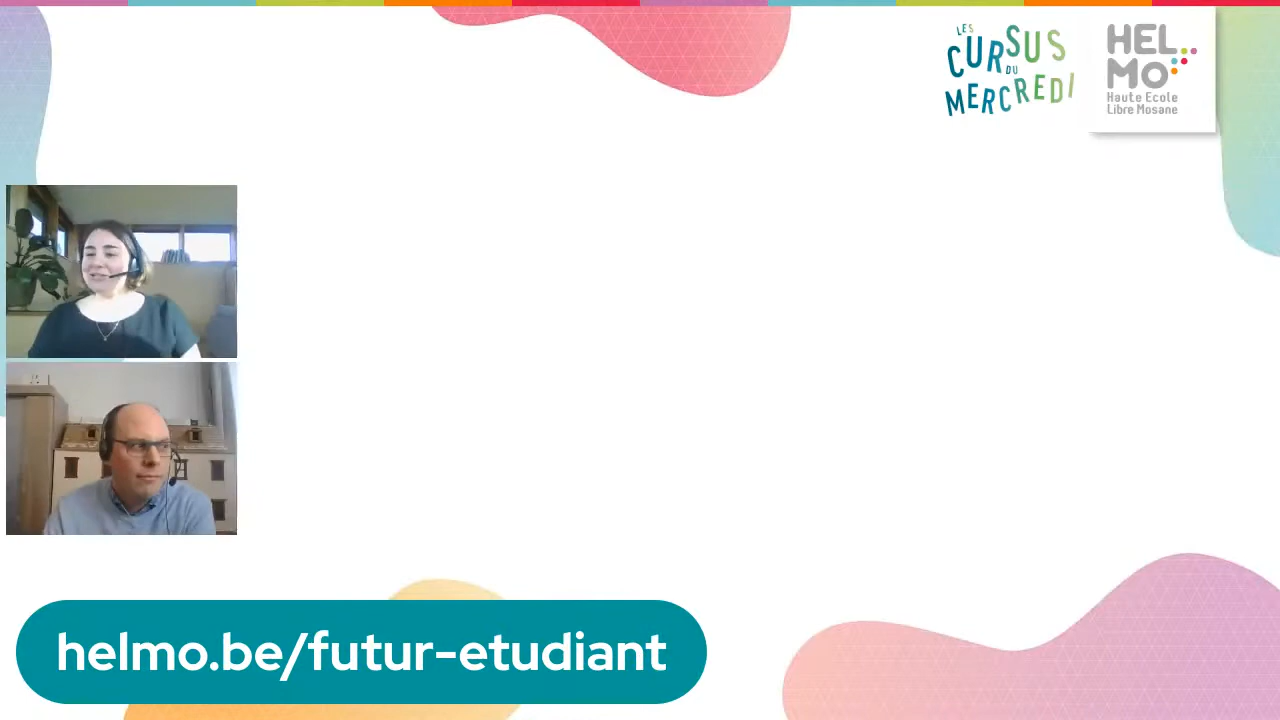 LES
CURSUS
DU
MERCREDI
HEL
MO
Haute Ecole
Libre Mosane
helmo.be/futur-etudiant